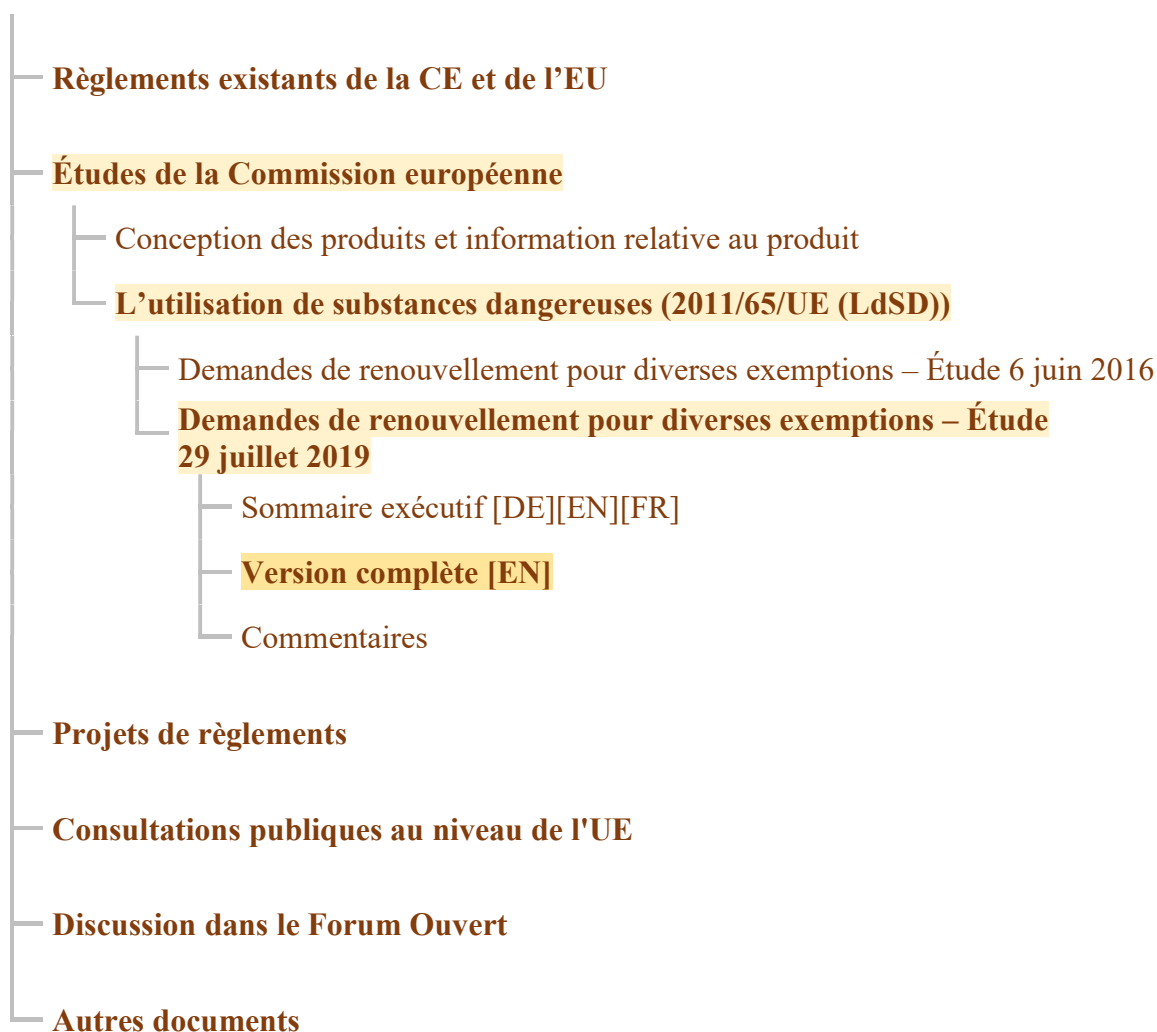 Règlements existants de la CE et de l’EU
Études de la Commission européenne
Conception des produits et information relative au produit
L’utilisation de substances dangereuses (2011/65/UE (LdSD))
Demandes de renouvellement pour diverses exemptions – Étude 6 juin 2016
Demandes de renouvellement pour diverses exemptions – Étude
29 juillet 2019
Sommaire exécutif [DE][EN][FR]
Version complète [EN]
Commentaires
Projets de règlements
Consultations publiques au niveau de l'UE
Discussion dans le Forum Ouvert
Autres documents